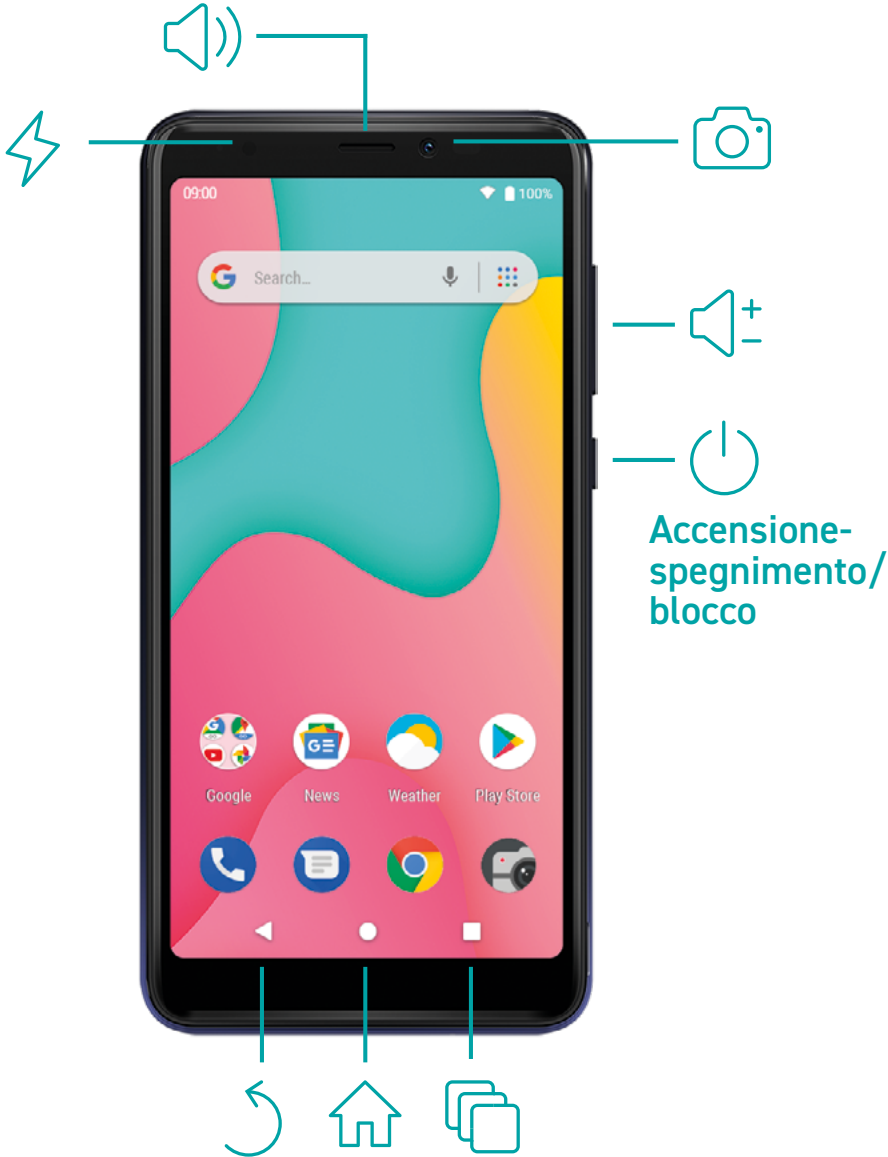 09:00 100%
Search...
+
−
Accensione-
spegnimento/
blocco
Google News Weather Play Store